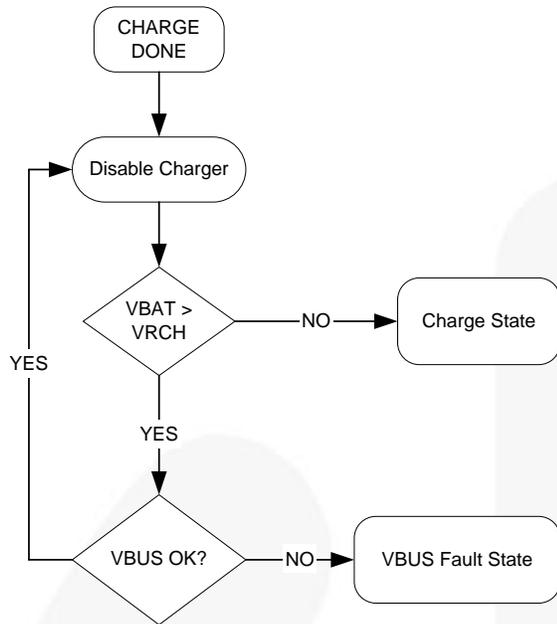 CHARGE
DONE
Disable Charger
VBAT >
VRCH
NO
Charge State
YES
YES
VBUS OK?
NO
VBUS Fault State